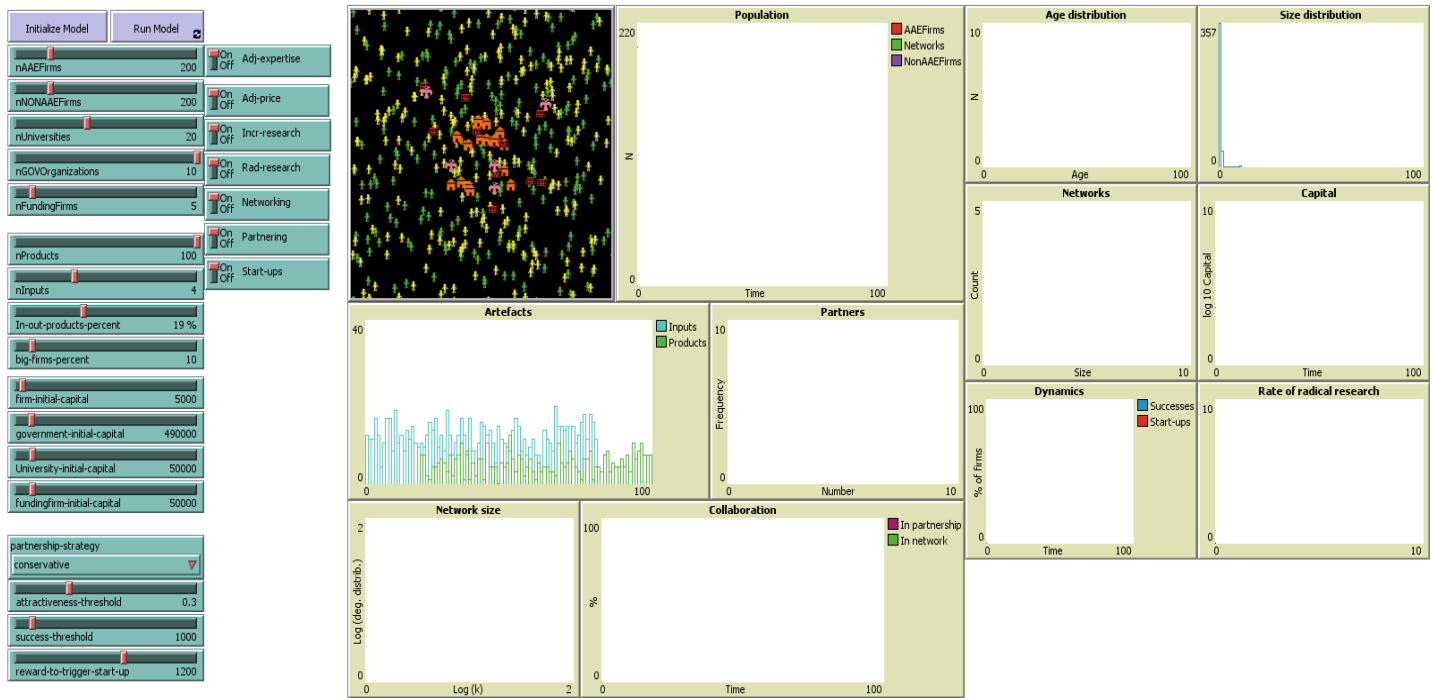 Initialize Model
Run Model
nAAEFirms
200
nNONAAEFirms
200
nUniversities
20
nGOVOrganizations
10
nFundingFirms
5
nProducts
100
nInputs
4
In-out-products-percent
19 %
big-firms-percent
10
firm-initial-capital
5000
government-initial-capital
490000
University-initial-capital
50000
fundingfirm-initial-capital
50000
partnership-strategy
conservative
attractiveness-threshold
0.3
success-threshold
1000
reward-to-trigger-start-up
1200
On
Off
Adj-expertise
On
Off
Adj-price
On
Off
Incr-research
On
Off
Rad-research
On
Off
Networking
On
Off
Partnering
On
Off
Start-ups
Population
220
N
0
0
Time
100
AAEFirms
Networks
NonAAEFirms
Age distribution
10
N
0
0
Age
100
Size distribution
357
0
0
100
Networks
5
Count
0
0
Size
10
Capital
10
log 10 Capital
0
0
Time
100
Artefacts
40
0
0
100
Inputs
Products
Partners
10
Frequency
0
0
Number
10
Dynamics
100
% of firms
0
0
Time
100
Successes
Start-ups
Rate of radical research
10
0
0
10
Network size
2
Log (deg. distrib.)
0
0
Log (k)
2
Collaboration
100
%
0
0
Time
100
In partnership
In network